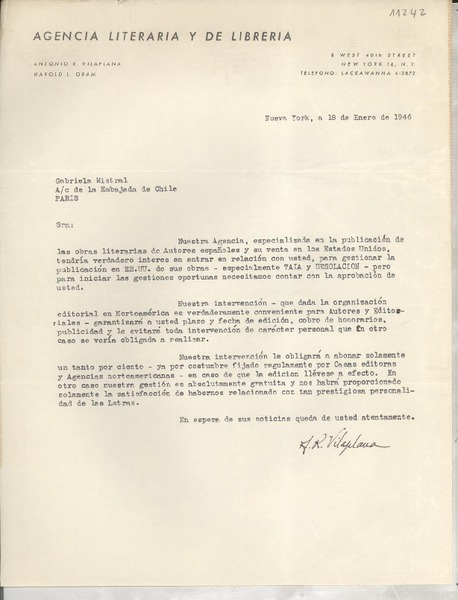 11242
AGENCIA LITERARIA Y DE LIBRERIA
ANTONIO R. VILAPLANA
HAROLD L. ORAM
8 WEST 40th STREET
NEW YORK 18, N.Y.
TELEFONO: LACKAWANNA 4-3872
Nueva York, a 18 de Enero de 1946
Gabriela Mistral
A/c de la Embajada de Chile
PARIS
Sra:
Nuestra Agencia, especializada en la publicación de
las obras literarias de Autores españoles y su venta en los Estados Unidos,
tendría verdadero interes en entrar en relación con usted, para gestionar la
publicación en EE.UU. de sus obras - especialmente TALA y DESOLACION - pero
para iniciar las gestiones oportunas necesitamos contar con la aprobación de
usted.
Nuestra intervención - que dada la organización
editorial en Norteamérica es verdaderamente conveniente para Autores y Edito-
riales - garantizará a usted plazo y fecha de edición, cobro de honorarios,
publicidad y le evitará toda intervención de carácter personal que en otro
caso se vería obligada a realizar.
Nuestra intervención le obligará a abonar solamente
un tanto por ciento - ya por costumbre fijado regularmente por Casas editoras
y Agencias norteamericanas - en caso de que la edicion llévese a efecto. En
otro caso nuestra gestión es absolutamente gratuita y nos habrá proporcionado
solamente la satisfacción de habernos relacionado con tan prestigiosa personali-
dad de las Letras.
En espera de sus noticias queda de usted atentamente.
A. R. Vilaplana